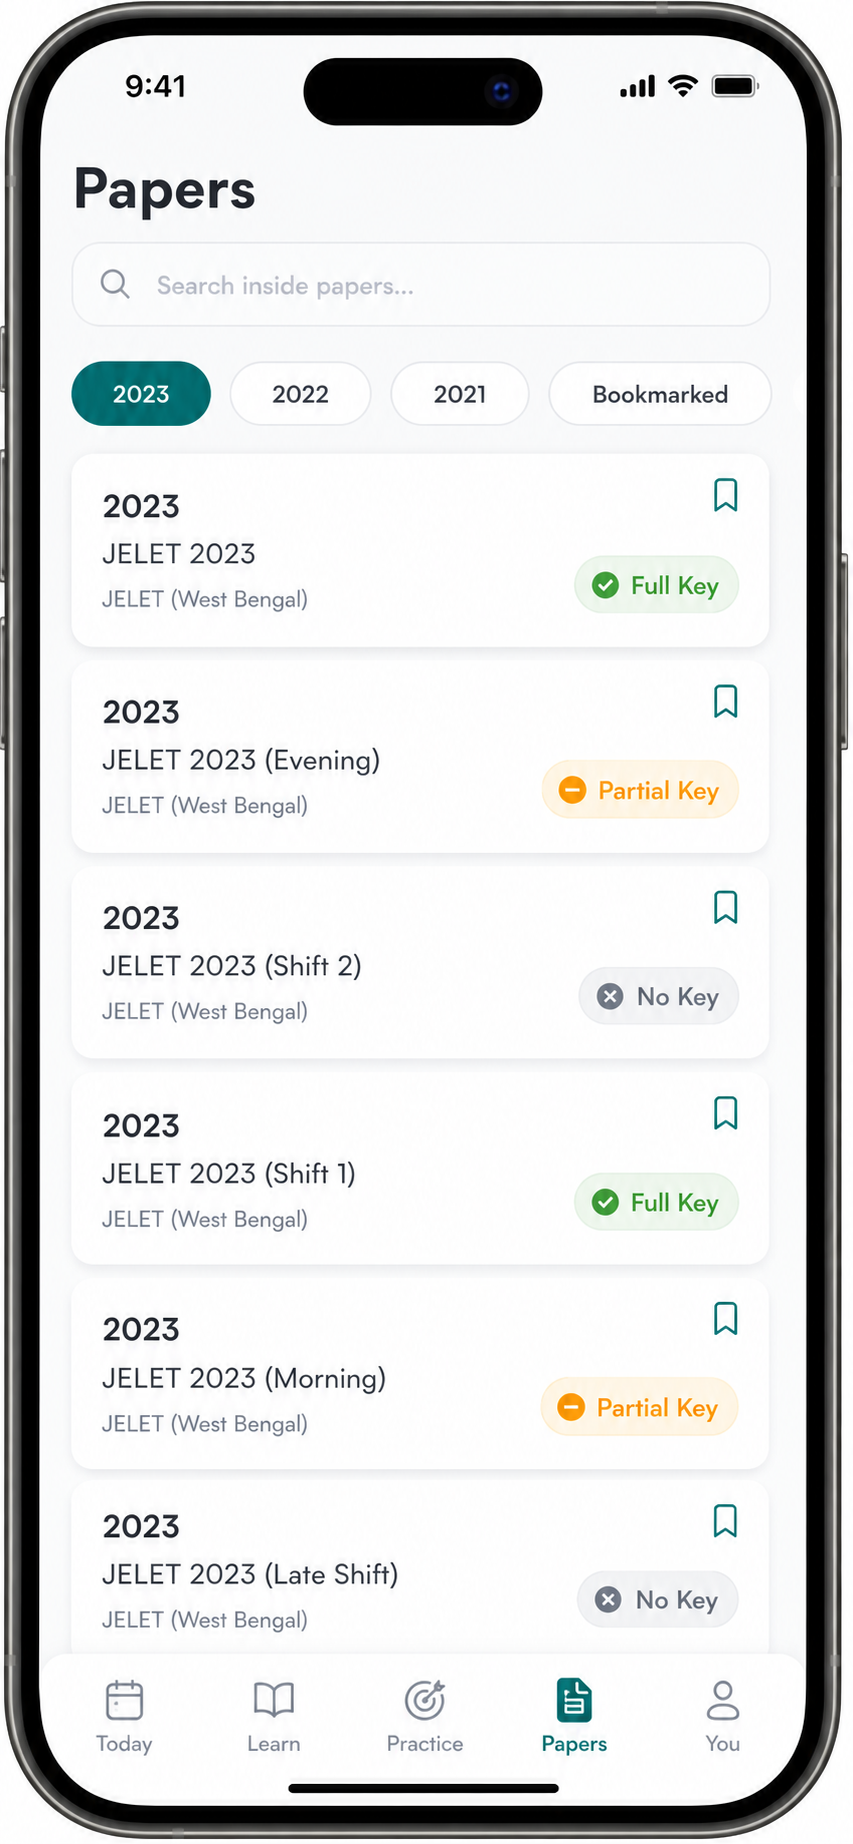 9:41
Papers
Search inside papers...
2023 2022 2021 Bookmarked
2023
JELET 2023
JELET (West Bengal)
Full Key
2023
JELET 2023 (Evening)
JELET (West Bengal)
Partial Key
2023
JELET 2023 (Shift 2)
JELET (West Bengal)
No Key
2023
JELET 2023 (Shift 1)
JELET (West Bengal)
Full Key
2023
JELET 2023 (Morning)
JELET (West Bengal)
Partial Key
2023
JELET 2023 (Late Shift)
JELET (West Bengal)
No Key
Today Learn Practice Papers You